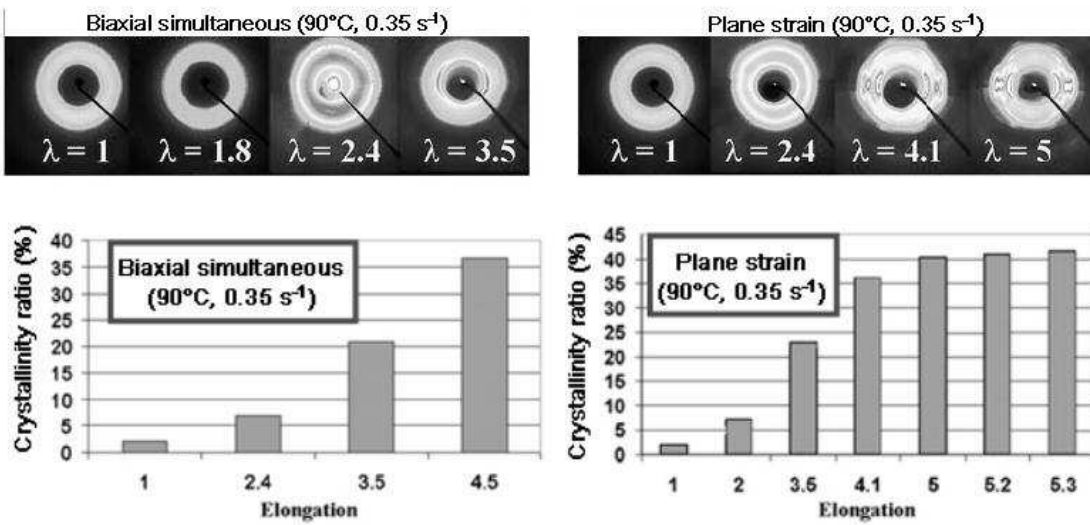 Biaxial simultaneous (90°C, 0.35 s⁻¹)
λ = 1 λ = 1.8 λ = 2.4 λ = 3.5
Plane strain (90°C, 0.35 s⁻¹)
λ = 1 λ = 2.4 λ = 4.1 λ = 5
Crystallinity ratio (%)
40
35
30
25
20
15
10
5
0
Biaxial simultaneous
(90°C, 0.35 s⁻¹)
1 2.4 3.5 4.5
Elongation
Crystallinity ratio (%)
45
40
35
30
25
20
15
10
5
0
Plane strain
(90°C, 0.35 s⁻¹)
1 2 3.5 4.1 5 5.2 5.3
Elongation